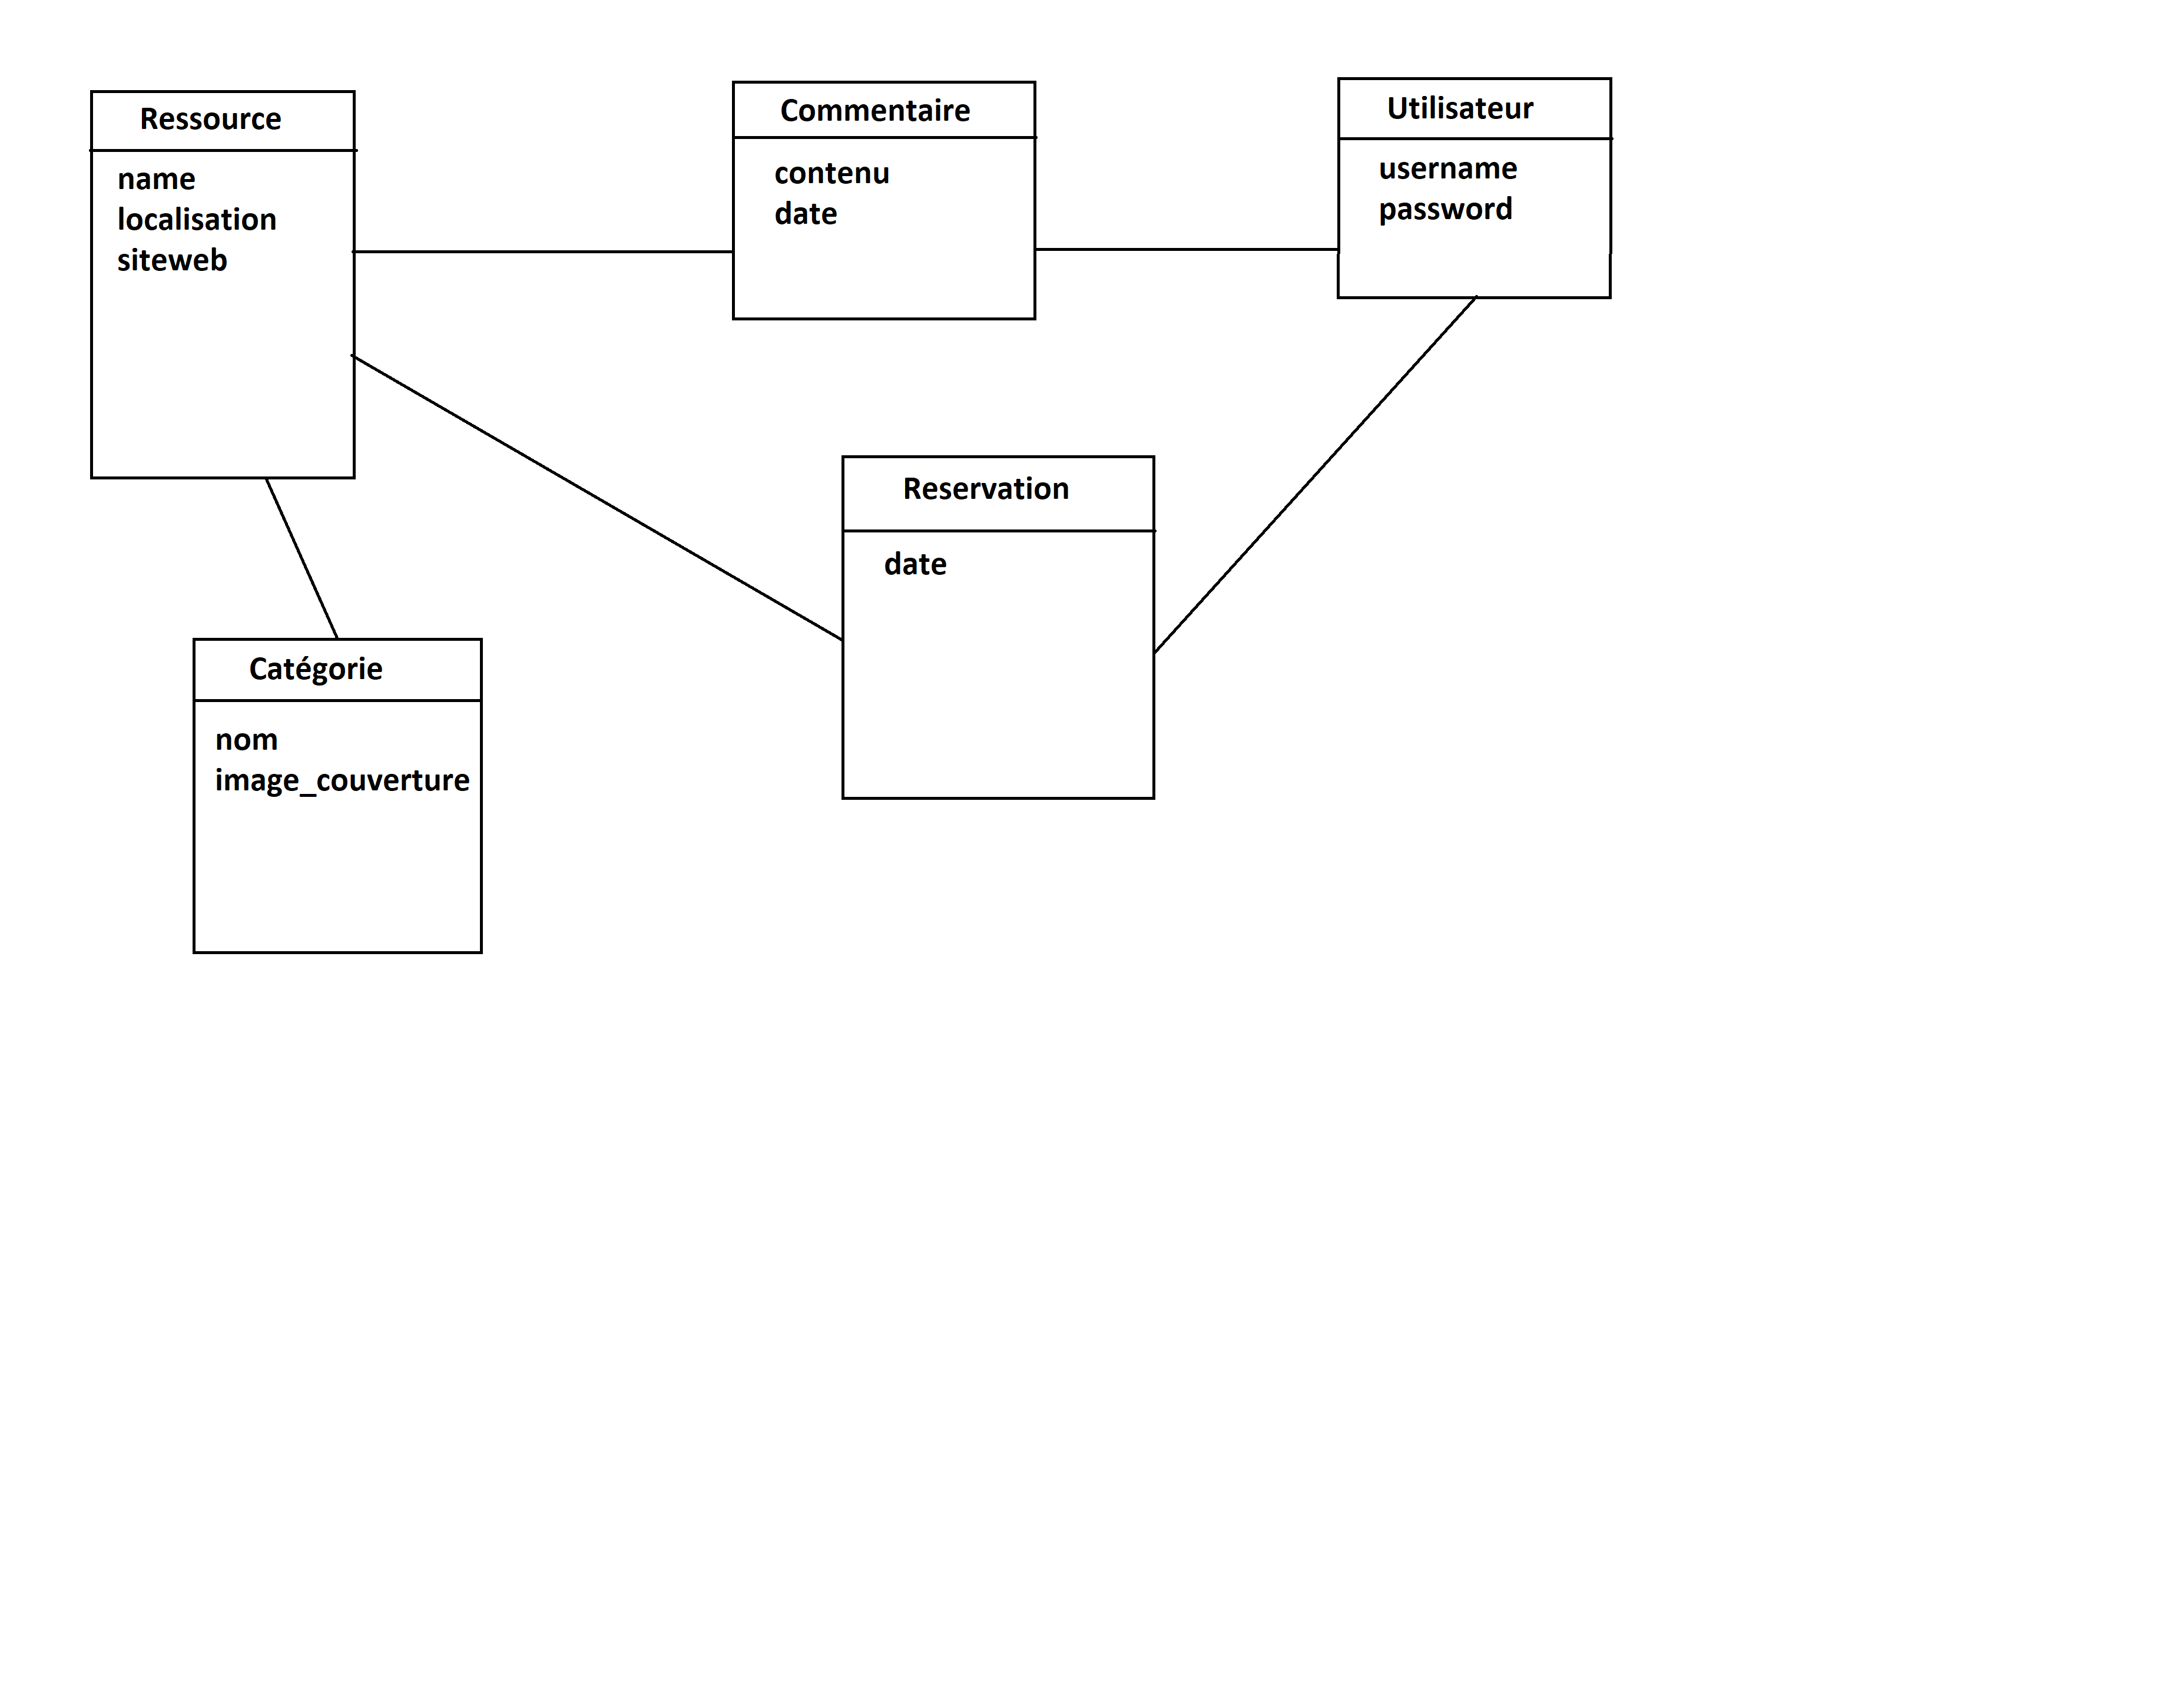 Ressource
name
localisation
siteweb
Commentaire
contenu
date
Utilisateur
username
password
Reservation
date
Catégorie
nom
image_couverture